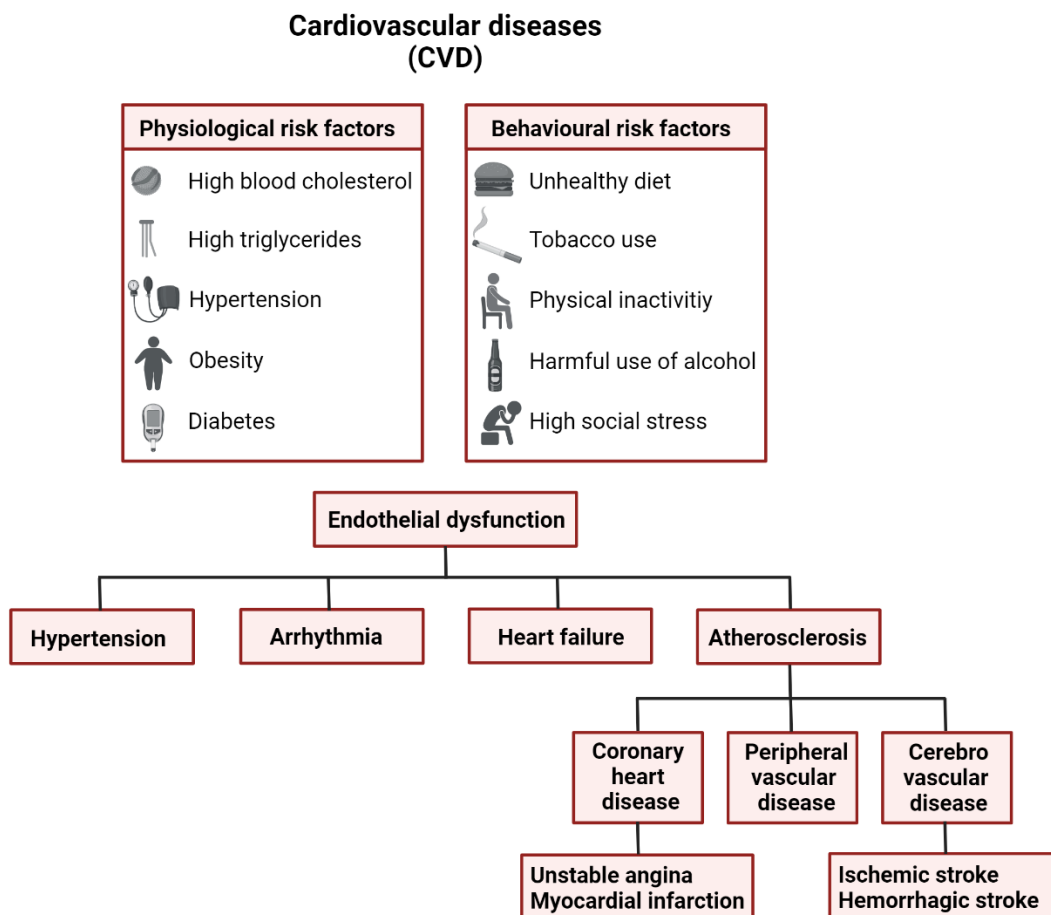 Cardiovascular diseases
(CVD)
Physiological risk factors
High blood cholesterol
High triglycerides
Hypertension
Obesity
Diabetes
Behavioural risk factors
Unhealthy diet
Tobacco use
Physical inactivitiy
Harmful use of alcohol
High social stress
Endothelial dysfunction
Hypertension
Arrhythmia
Heart failure
Atherosclerosis
Coronary
heart
disease
Peripheral
vascular
disease
Cerebro
vascular
disease
Unstable angina
Myocardial infarction
Ischemic stroke
Hemorrhagic stroke